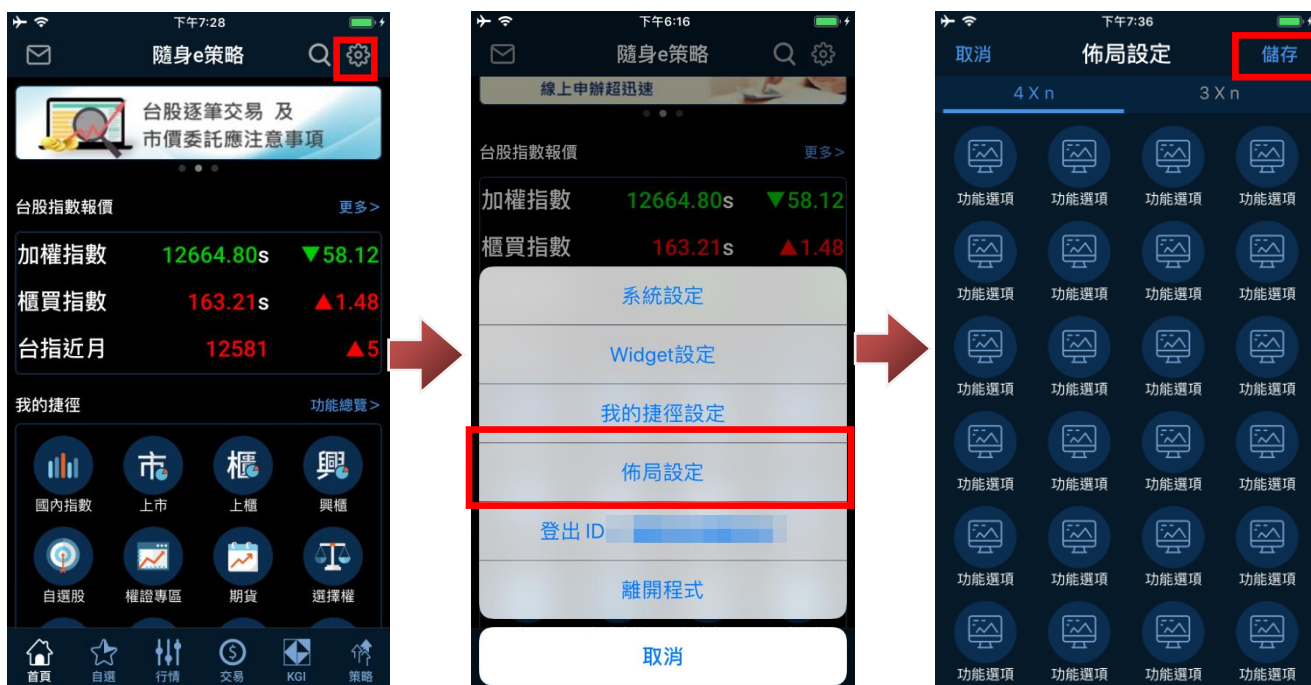 下午7:28
隨身e策略
台股逐筆交易 及
市價委託應注意事項
台股指數報價 更多>
加權指數 12664.80s ▼58.12
櫃買指數 163.21s ▲1.48
台指近月 12581 ▲5
我的捷徑 功能總覽>
市 櫃 興
國內指數 上市 上櫃 興櫃
自選股 權證專區 期貨 選擇權
首頁 自選 行情 交易 KGI 策略
下午6:16
隨身e策略
線上申辦超迅速
台股指數報價 更多>
加權指數 12664.80s ▼58.12
櫃買指數 163.21s ▲1.48
系統設定
Widget設定
我的捷徑設定
佈局設定
登出 ID
離開程式
取消
下午7:36
取消 佈局設定 儲存
4 X n 3 X n
功能選項 功能選項 功能選項 功能選項
功能選項 功能選項 功能選項 功能選項
功能選項 功能選項 功能選項 功能選項
功能選項 功能選項 功能選項 功能選項
功能選項 功能選項 功能選項 功能選項
功能選項 功能選項 功能選項 功能選項